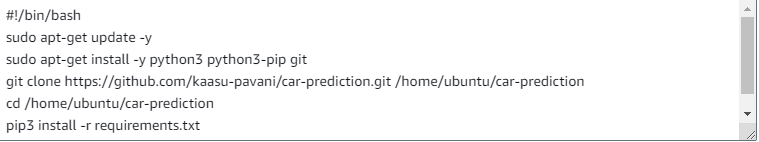 #!/bin/bash
sudo apt-get update -y
sudo apt-get install -y python3 python3-pip git
git clone https://github.com/kaasu-pavani/car-prediction.git /home/ubuntu/car-prediction
cd /home/ubuntu/car-prediction
pip3 install -r requirements.txt